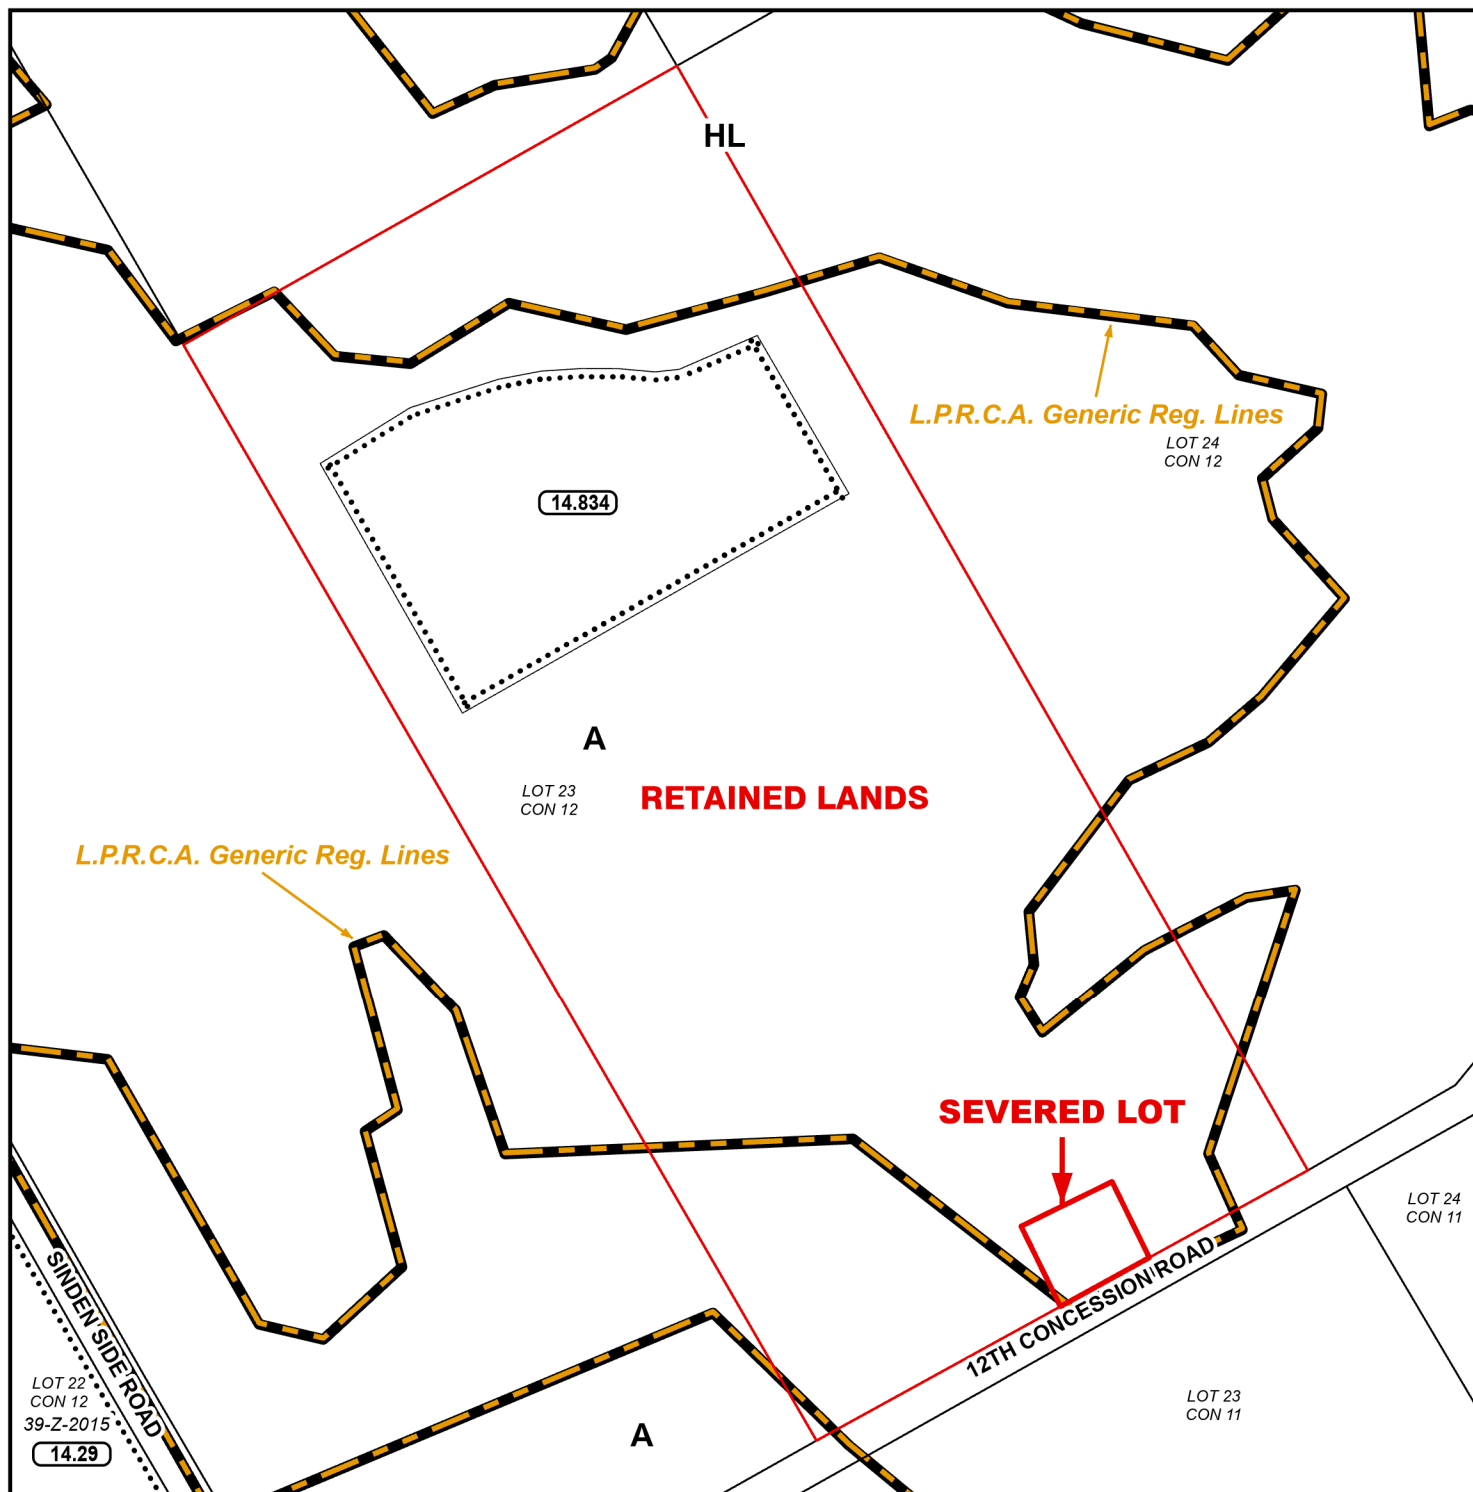 HL
L.P.R.C.A. Generic Reg. Lines
LOT 24
CON 12
14.834
A
LOT 23
CON 12
RETAINED LANDS
L.P.R.C.A. Generic Reg. Lines
SEVERED LOT
LOT 24
CON 11
12TH CONCESSION ROAD
SINDEN SIDE ROAD
LOT 22
CON 12
39-Z-2015
14.29
LOT 23
CON 11
A